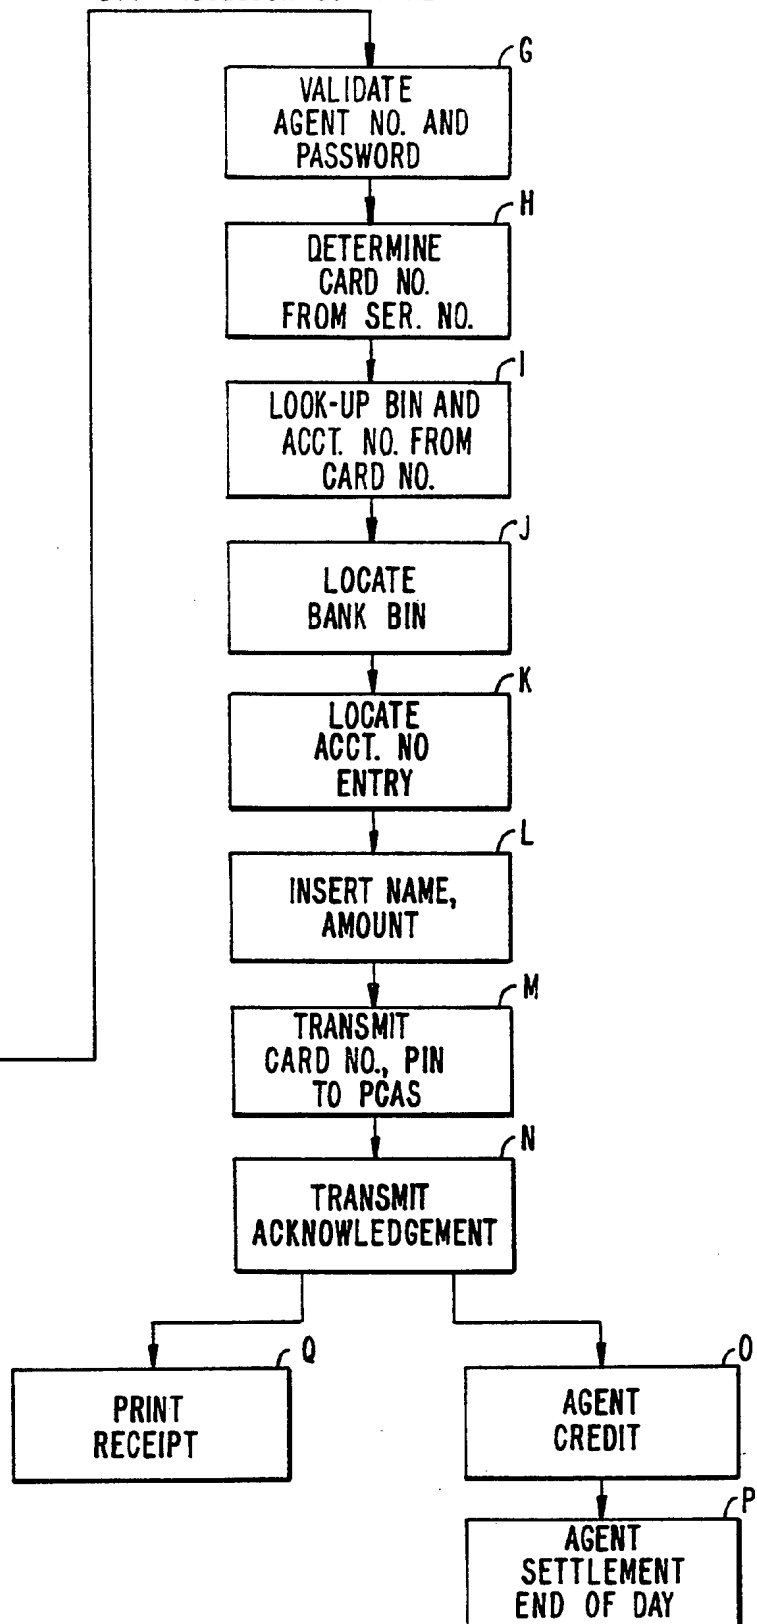 G
VALIDATE
AGENT NO. AND
PASSWORD
H
DETERMINE
CARD NO.
FROM SER. NO.
I
LOOK-UP BIN AND
ACCT. NO. FROM
CARD NO.
J
LOCATE
BANK BIN
K
LOCATE
ACCT. NO
ENTRY
L
INSERT NAME,
AMOUNT
M
TRANSMIT
CARD NO., PIN
TO PCAS
N
TRANSMIT
ACKNOWLEDGEMENT
Q
PRINT
RECEIPT
O
AGENT
CREDIT
P
AGENT
SETTLEMENT
END OF DAY